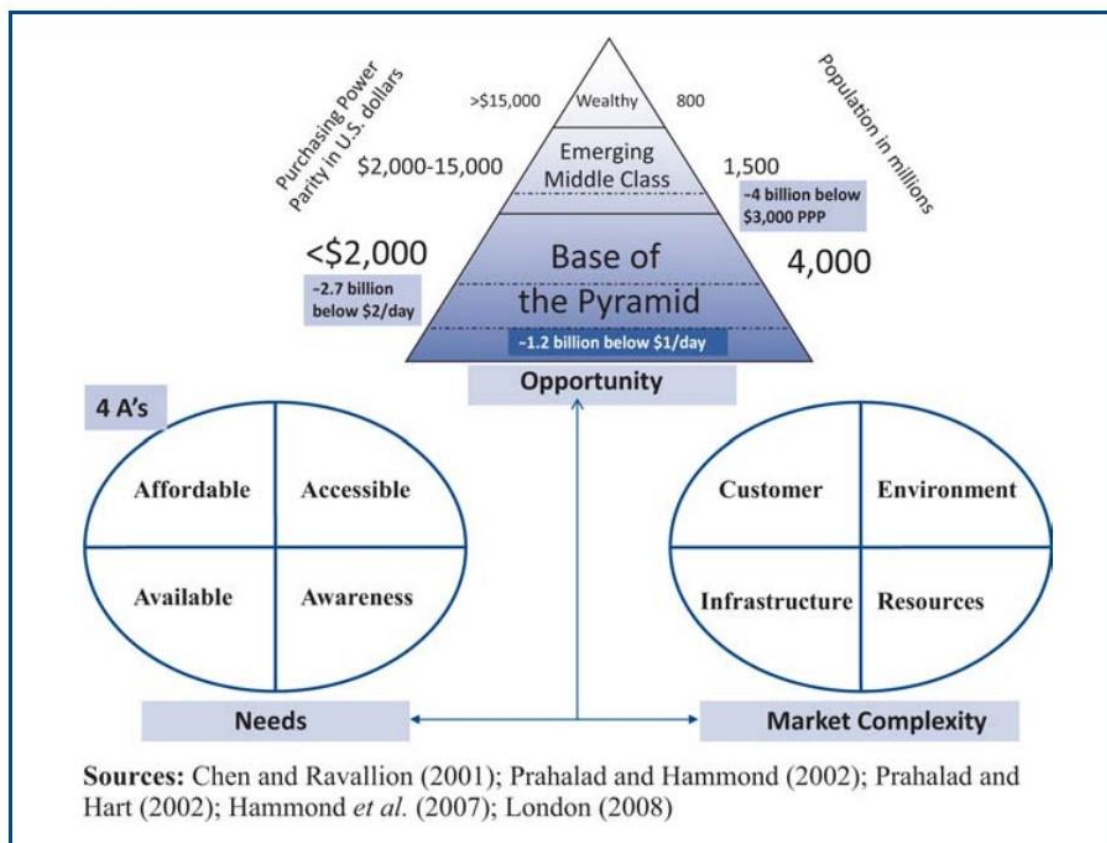 Purchasing Power
Parity in U.S. dollars
Population in millions
>$15,000
Wealthy
800
$2,000-15,000
Emerging
Middle Class
1,500
~4 billion below
$3,000 PPP
<$2,000
~2.7 billion
below $2/day
Base of
the Pyramid
4,000
~1.2 billion below $1/day
Opportunity
4 A's
Affordable
Accessible
Available
Awareness
Needs
Customer
Environment
Infrastructure
Resources
Market Complexity
Sources: Chen and Ravallion (2001); Prahalad and Hammond (2002); Prahalad and
Hart (2002); Hammond et al. (2007); London (2008)